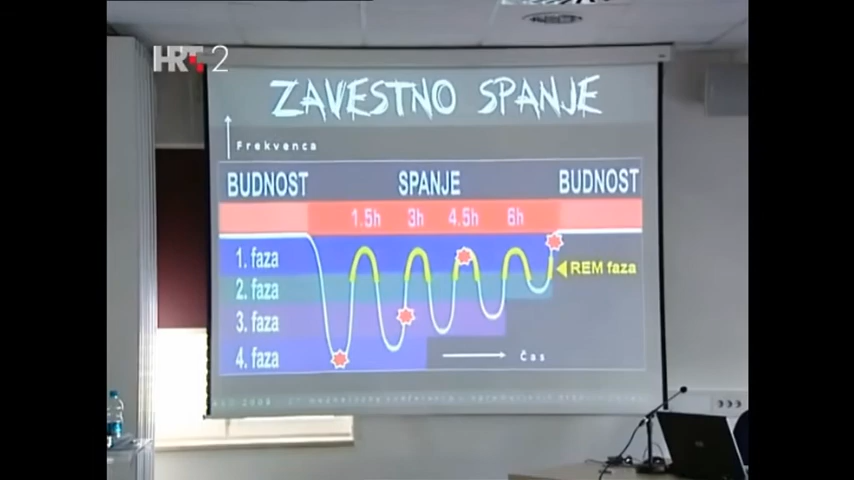 HRT 2
ZAVESTNO SPANJE
Frekvenca
BUDNOST SPANJE BUDNOST
1.5h 3h 4.5h 6h
1. faza
REM faza
2. faza
3. faza
4. faza
Čas